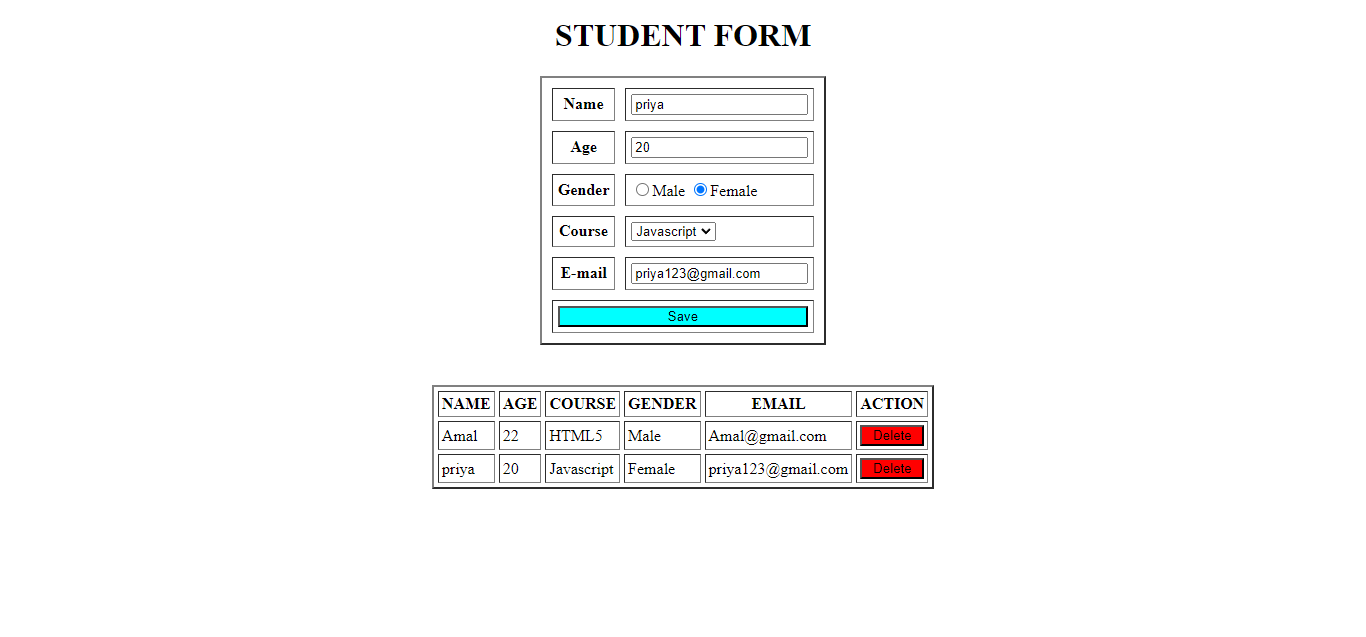 STUDENT FORM
Name priya
Age 20
Gender Male Female
Course Javascript
E-mail priya123@gmail.com
Save
NAME AGE COURSE GENDER EMAIL ACTION
Amal 22 HTML5 Male Amal@gmail.com Delete
priya 20 Javascript Female priya123@gmail.com Delete